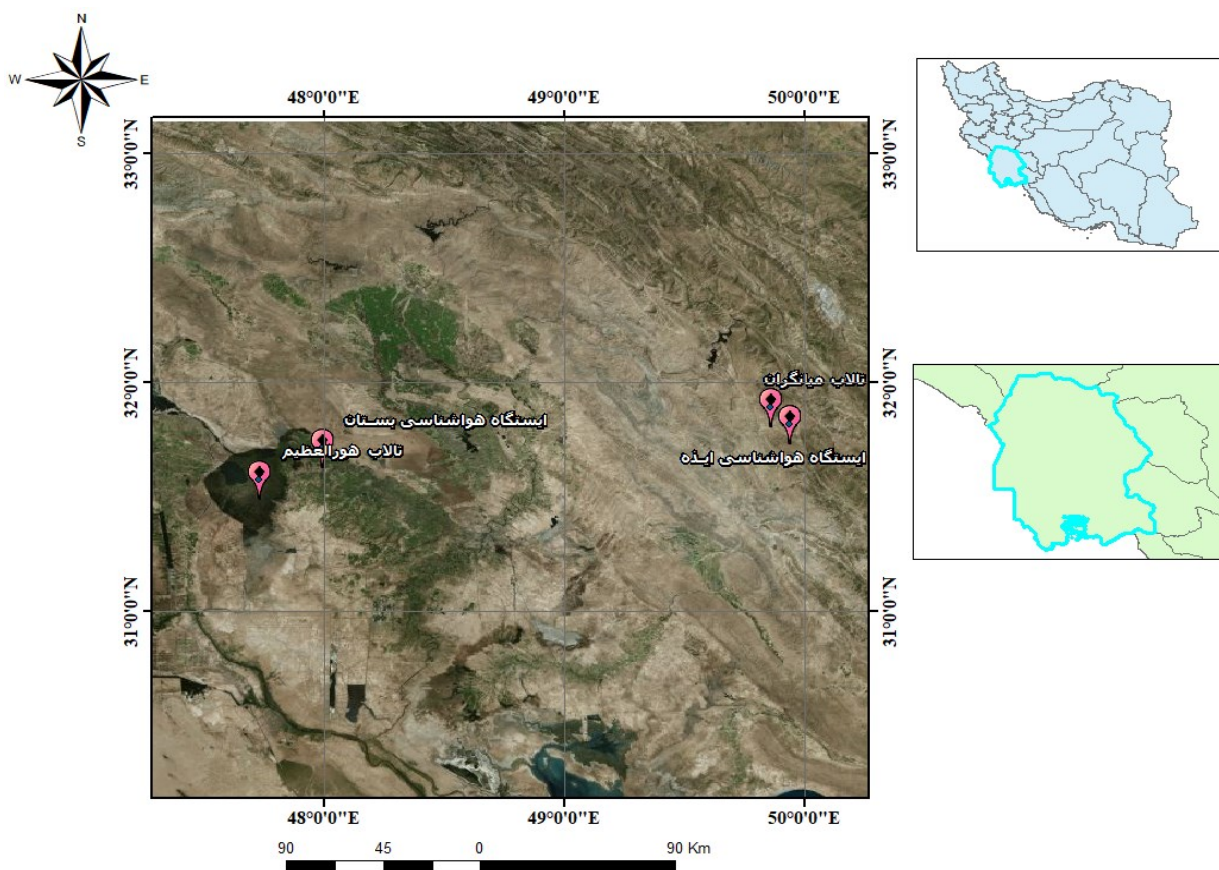 N
W E
S
48°0'0"E 49°0'0"E 50°0'0"E
33°0'0"N 33°0'0"N
32°0'0"N 32°0'0"N
تالاب میانگران
ایستگاه هواشناسی بستان
تالاب هورالعظیم
ایستگاه هواشناسی ایذه
31°0'0"N 31°0'0"N
48°0'0"E 49°0'0"E 50°0'0"E
90 45 0 90 Km